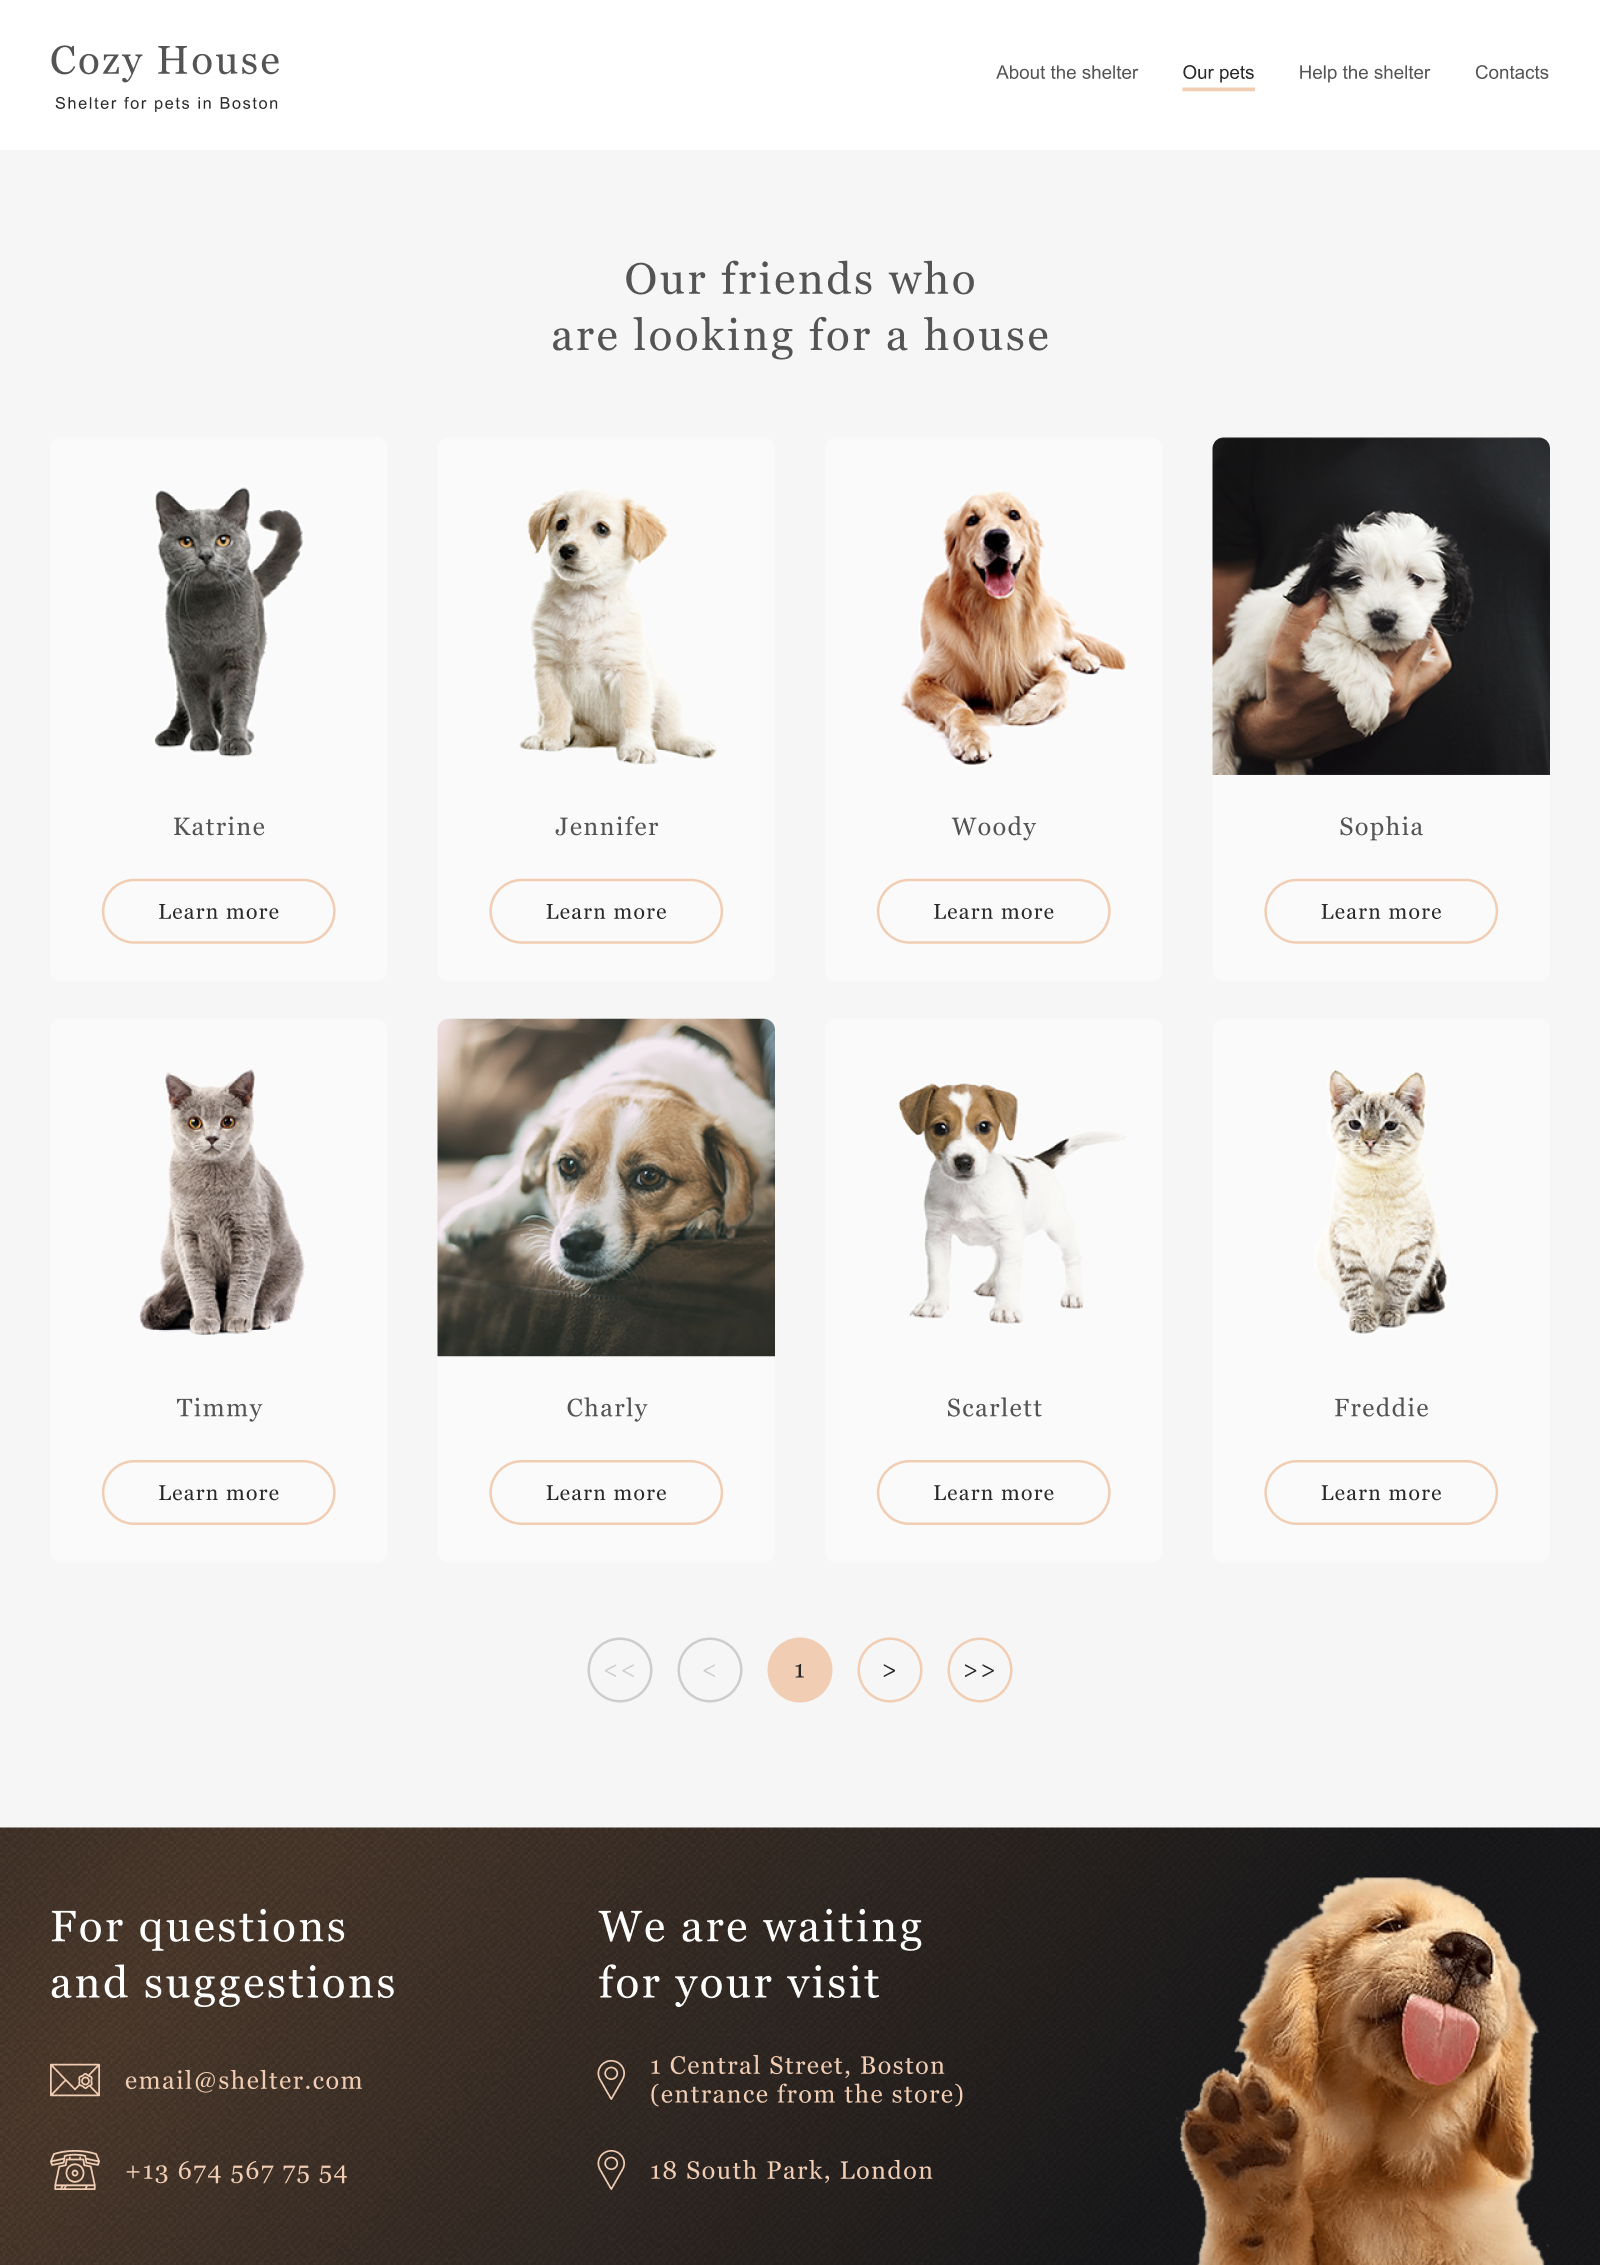 Cozy House
Shelter for pets in Boston
About the shelter
Our pets
Help the shelter
Contacts
Our friends who
are looking for a house
Katrine
Jennifer
Woody
Sophia
Learn more
Learn more
Learn more
Learn more
Timmy
Charly
Scarlett
Freddie
Learn more
Learn more
Learn more
Learn more
<<
<
1
>
>>
For questions
and suggestions
email@shelter.com
+13 674 567 75 54
We are waiting
for your visit
1 Central Street, Boston
(entrance from the store)
18 South Park, London